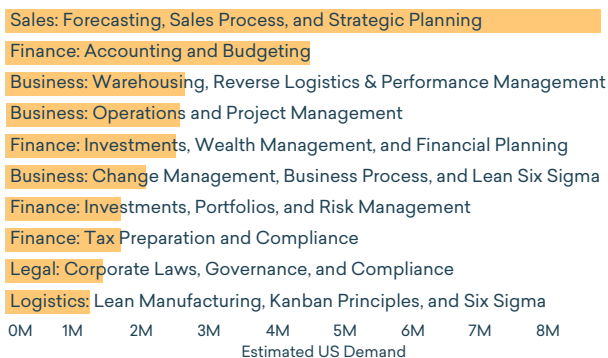 Sales: Forecasting, Sales Process, and Strategic Planning
Finance: Accounting and Budgeting
Business: Warehousing, Reverse Logistics & Performance Management
Business: Operations and Project Management
Finance: Investments, Wealth Management, and Financial Planning
Business: Change Management, Business Process, and Lean Six Sigma
Finance: Investments, Portfolios, and Risk Management
Finance: Tax Preparation and Compliance
Legal: Corporate Laws, Governance, and Compliance
Logistics: Lean Manufacturing, Kanban Principles, and Six Sigma
0M 1M 2M 3M 4M 5M 6M 7M 8M
Estimated US Demand